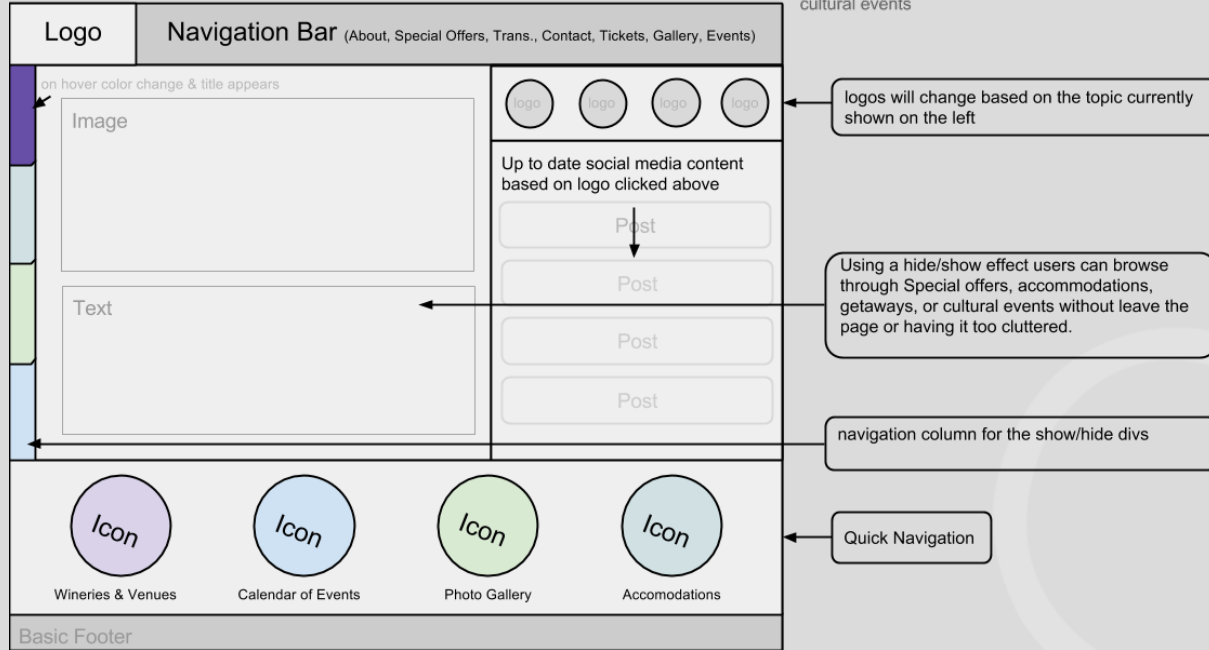 cultural events
Logo
Navigation Bar (About, Special Offers, Trans., Contact, Tickets, Gallery, Events)
on hover color change & title appears
Image
logo
logo
logo
logo
logos will change based on the topic currently
shown on the left
Up to date social media content
based on logo clicked above
Post
Post
Post
Post
Using a hide/show effect users can browse
through Special offers, accommodations,
getaways, or cultural events without leave the
page or having it too cluttered.
Text
navigation column for the show/hide divs
Icon
Icon
Icon
Icon
Quick Navigation
Wineries & Venues
Calendar of Events
Photo Gallery
Accomodations
Basic Footer